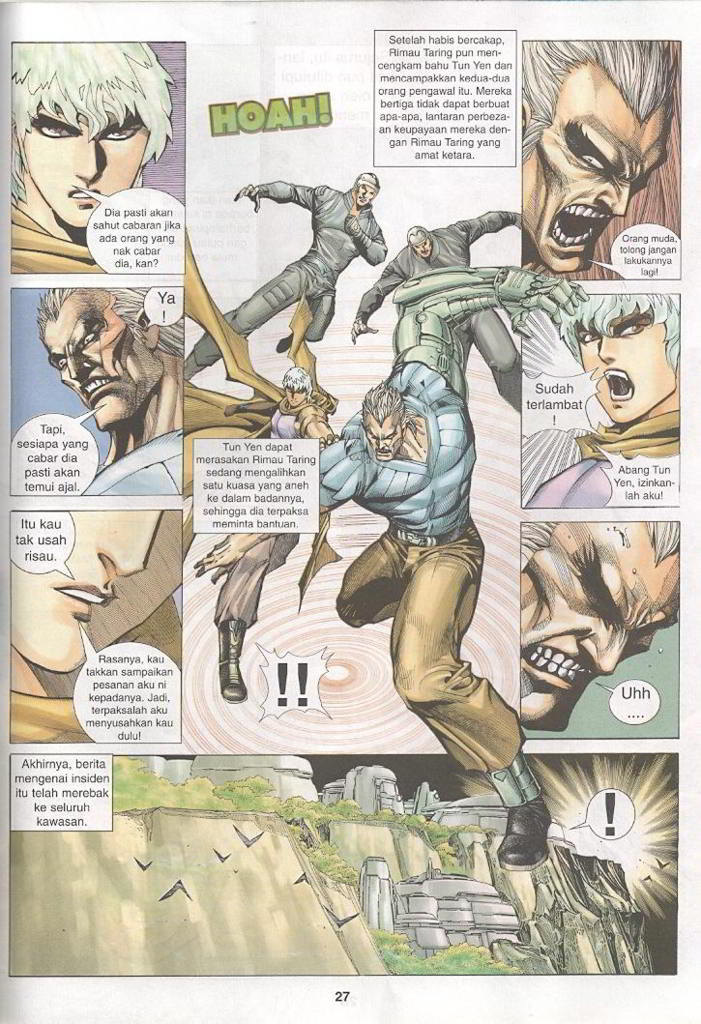 Dia pasti akan
sahut cabaran jika
ada orang yang
nak cabar
dia, kan?
Ya
!
Tapi,
sesiapa yang
cabar dia
pasti akan
temui ajal.
Itu kau
tak usah
risau.
Rasanya, kau
takkan sampaikan
pesanan aku ni
kepadanya. Jadi,
terpaksalah aku
menyusahkan kau
dulu!
HOAH!
Setelah habis bercakap,
Rimau Taring pun men-
cengkam bahu Tun Yen dan
mencampakkan kedua-dua
orang pengawal itu. Mereka
bertiga tidak dapat berbuat
apa-apa, lantaran perbeza-
an keupayaan mereka de-
ngan Rimau Taring yang
amat ketara.
Tun Yen dapat
merasakan Rimau Taring
sedang mengalihkan
satu kuasa yang aneh
ke dalam badannya,
sehingga dia terpaksa
meminta bantuan.
!!
Orang muda,
tolong jangan
lakukannya
lagi!
Sudah
terlambat
!
Abang Tun
Yen, izinkan-
lah aku!
Uhh
....
Akhirnya, berita
mengenai insiden
itu telah merebak
ke seluruh
kawasan.
!
27